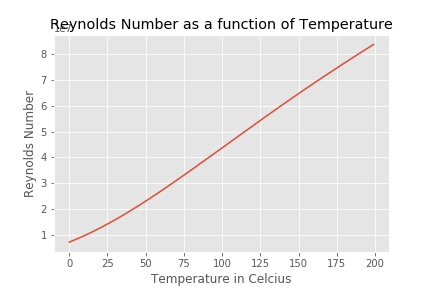 Reynolds Number as a function of Temperature
1e7
8
7
6
5
4
3
2
1
Reynolds Number
0 25 50 75 100 125 150 175 200
Temperature in Celcius